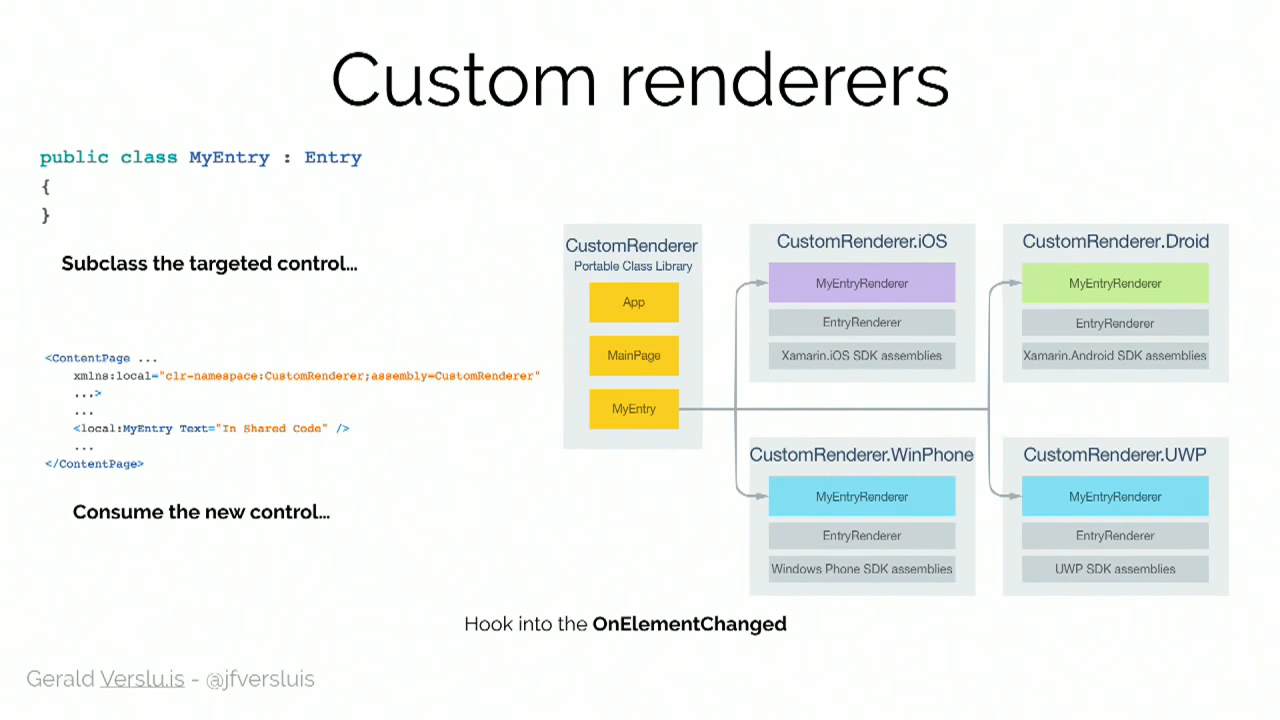 Custom renderers
public class MyEntry : Entry
{
}
Subclass the targeted control…
<ContentPage ...
xmlns:local="clr-namespace:CustomRenderer;assembly=CustomRenderer"
...>
...
<local:MyEntry Text="In Shared Code" />
...
</ContentPage>
Consume the new control…
CustomRenderer
Portable Class Library
App
MainPage
MyEntry
CustomRenderer.iOS
MyEntryRenderer
EntryRenderer
Xamarin.iOS SDK assemblies
CustomRenderer.Droid
MyEntryRenderer
EntryRenderer
Xamarin.Android SDK assemblies
CustomRenderer.WinPhone
MyEntryRenderer
EntryRenderer
Windows Phone SDK assemblies
CustomRenderer.UWP
MyEntryRenderer
EntryRenderer
UWP SDK assemblies
Hook into the OnElementChanged
Gerald Verslu.is - @jfversluis